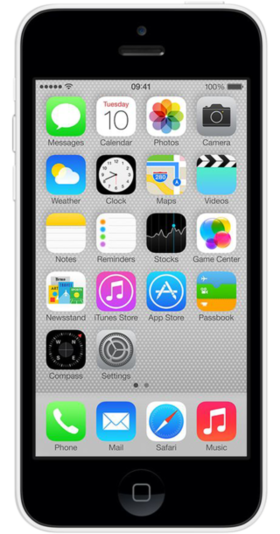 09:41 100%
Tuesday
10
280
Messages Calendar Photos Camera
Weather Clock Maps Videos
Notes Reminders Stocks Game Center
Newsstand iTunes Store App Store Passbook
Compass Settings
Phone Mail Safari Music